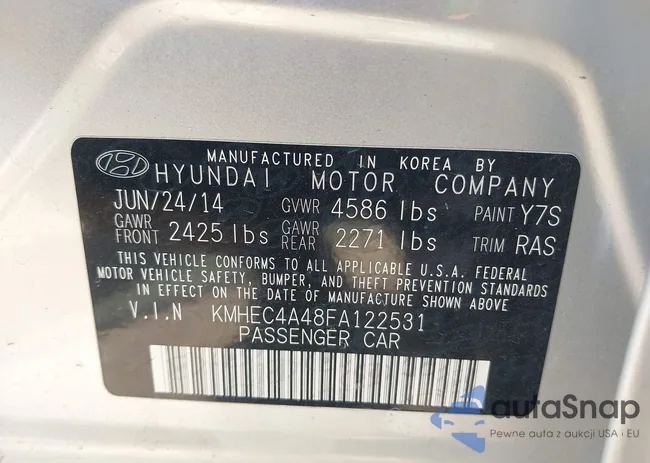 MANUFACTURED IN KOREA BY
HYUNDAI MOTOR COMPANY
JUN/24/14 GVWR 4586 lbs PAINT Y7S
GAWR FRONT 2425 lbs GAWR REAR 2271 lbs TRIM RAS
THIS VEHICLE CONFORMS TO ALL APPLICABLE U.S.A. FEDERAL
MOTOR VEHICLE SAFETY, BUMPER, AND THEFT PREVENTION STANDARDS
IN EFFECT ON THE DATE OF MANUFACTURE SHOWN ABOVE
V.I.N KMHEC4A48FA122531
PASSENGER CAR
autaSnap
Pewne auta z aukcji USA i EU